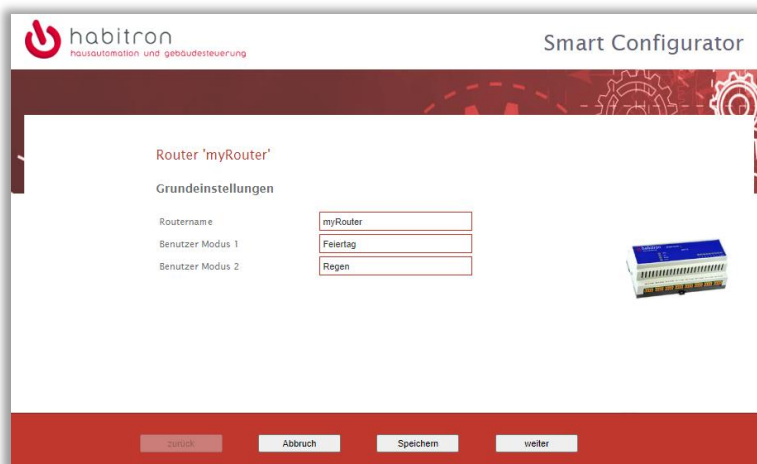 habitron
hausautomation und gebäudesteuerung
Smart Configurator
Router 'myRouter'
Grundeinstellungen
Routername
myRouter
Benutzer Modus 1
Feiertag
Benutzer Modus 2
Regen
zurück
Abbruch
Speichern
weiter